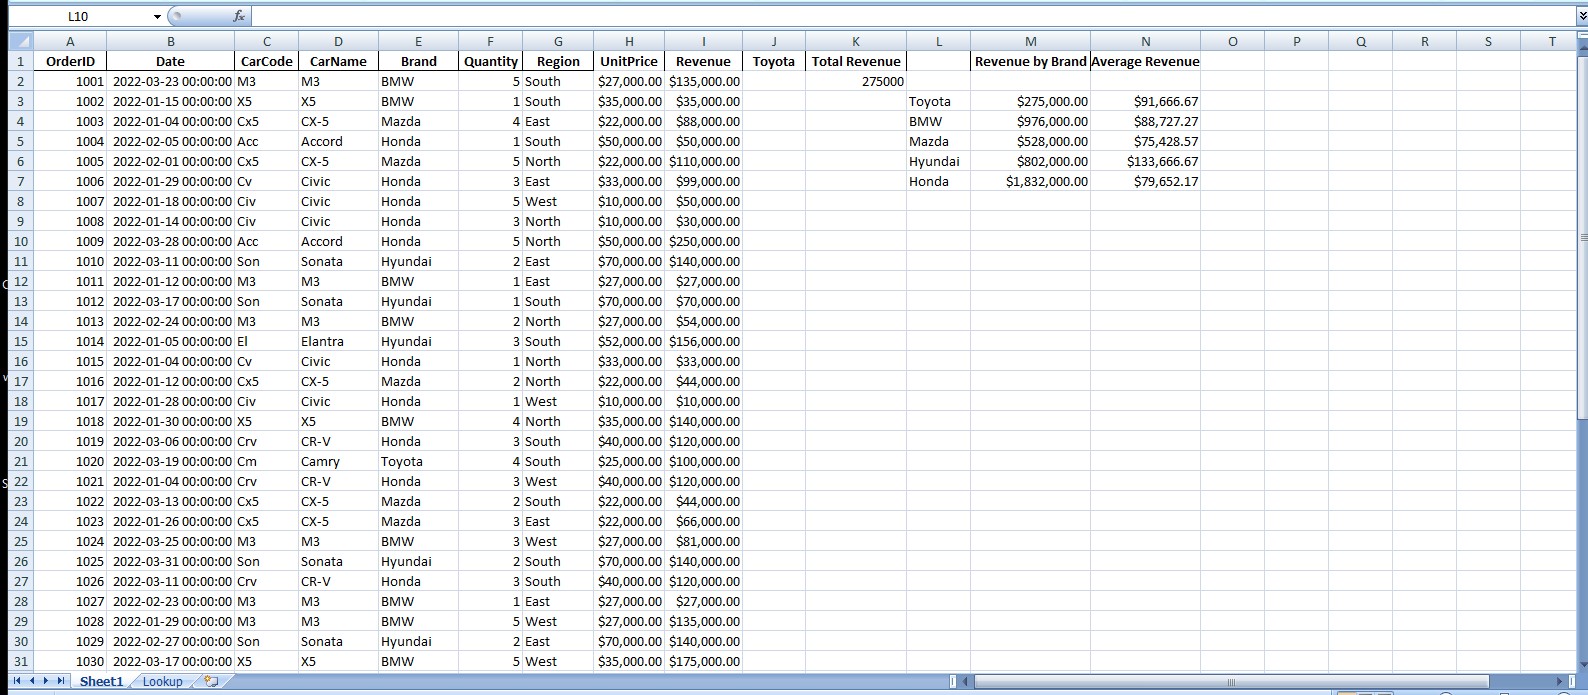 L10 fx
A B C D E F G H I J K L M N O P Q R S T
1 OrderID Date CarCode CarName Brand Quantity Region UnitPrice Revenue Toyota Total Revenue Revenue by Brand Average Revenue
2 1001 2022-03-23 00:00:00 M3 M3 BMW 5 South $27,000.00 $135,000.00 275000
3 1002 2022-01-15 00:00:00 X5 X5 BMW 1 South $35,000.00 $35,000.00 Toyota $275,000.00 $91,666.67
4 1003 2022-01-04 00:00:00 Cx5 CX-5 Mazda 4 East $22,000.00 $88,000.00 BMW $976,000.00 $88,727.27
5 1004 2022-02-05 00:00:00 Acc Accord Honda 1 South $50,000.00 $50,000.00 Mazda $528,000.00 $75,428.57
6 1005 2022-02-01 00:00:00 Cx5 CX-5 Mazda 5 North $22,000.00 $110,000.00 Hyundai $802,000.00 $133,666.67
7 1006 2022-01-29 00:00:00 Cv Civic Honda 3 East $33,000.00 $99,000.00 Honda $1,832,000.00 $79,652.17
8 1007 2022-01-18 00:00:00 Civ Civic Honda 5 West $10,000.00 $50,000.00
9 1008 2022-01-14 00:00:00 Civ Civic Honda 3 North $10,000.00 $30,000.00
10 1009 2022-03-28 00:00:00 Acc Accord Honda 5 North $50,000.00 $250,000.00
11 1010 2022-03-11 00:00:00 Son Sonata Hyundai 2 East $70,000.00 $140,000.00
12 1011 2022-01-12 00:00:00 M3 M3 BMW 1 East $27,000.00 $27,000.00
13 1012 2022-03-17 00:00:00 Son Sonata Hyundai 1 South $70,000.00 $70,000.00
14 1013 2022-02-24 00:00:00 M3 M3 BMW 2 North $27,000.00 $54,000.00
15 1014 2022-01-05 00:00:00 El Elantra Hyundai 3 South $52,000.00 $156,000.00
16 1015 2022-01-04 00:00:00 Cv Civic Honda 1 North $33,000.00 $33,000.00
17 1016 2022-01-12 00:00:00 Cx5 CX-5 Mazda 2 North $22,000.00 $44,000.00
18 1017 2022-01-28 00:00:00 Civ Civic Honda 1 West $10,000.00 $10,000.00
19 1018 2022-01-30 00:00:00 X5 X5 BMW 4 North $35,000.00 $140,000.00
20 1019 2022-03-06 00:00:00 Crv CR-V Honda 3 South $40,000.00 $120,000.00
21 1020 2022-03-19 00:00:00 Cm Camry Toyota 4 South $25,000.00 $100,000.00
22 1021 2022-01-04 00:00:00 Crv CR-V Honda 3 West $40,000.00 $120,000.00
23 1022 2022-03-13 00:00:00 Cx5 CX-5 Mazda 2 South $22,000.00 $44,000.00
24 1023 2022-01-26 00:00:00 Cx5 CX-5 Mazda 3 East $22,000.00 $66,000.00
25 1024 2022-03-25 00:00:00 M3 M3 BMW 3 West $27,000.00 $81,000.00
26 1025 2022-03-31 00:00:00 Son Sonata Hyundai 2 South $70,000.00 $140,000.00
27 1026 2022-03-11 00:00:00 Crv CR-V Honda 3 South $40,000.00 $120,000.00
28 1027 2022-02-23 00:00:00 M3 M3 BMW 1 East $27,000.00 $27,000.00
29 1028 2022-01-29 00:00:00 M3 M3 BMW 5 West $27,000.00 $135,000.00
30 1029 2022-02-27 00:00:00 Son Sonata Hyundai 2 East $70,000.00 $140,000.00
31 1030 2022-03-17 00:00:00 X5 X5 BMW 5 West $35,000.00 $175,000.00
Sheet1 Lookup